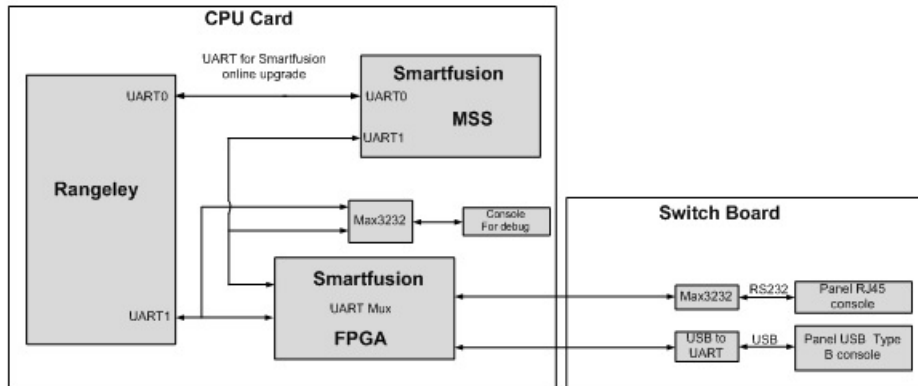 CPU Card
UART for Smartfusion
online upgrade
Smartfusion
UART0
UART0
MSS
UART1
Rangeley
Max3232
Console
For debug
Switch Board
Smartfusion
UART Mux
UART1
FPGA
Max3232
RS232
Panel RJ45
console
USB to
UART
USB
Panel USB Type
B console